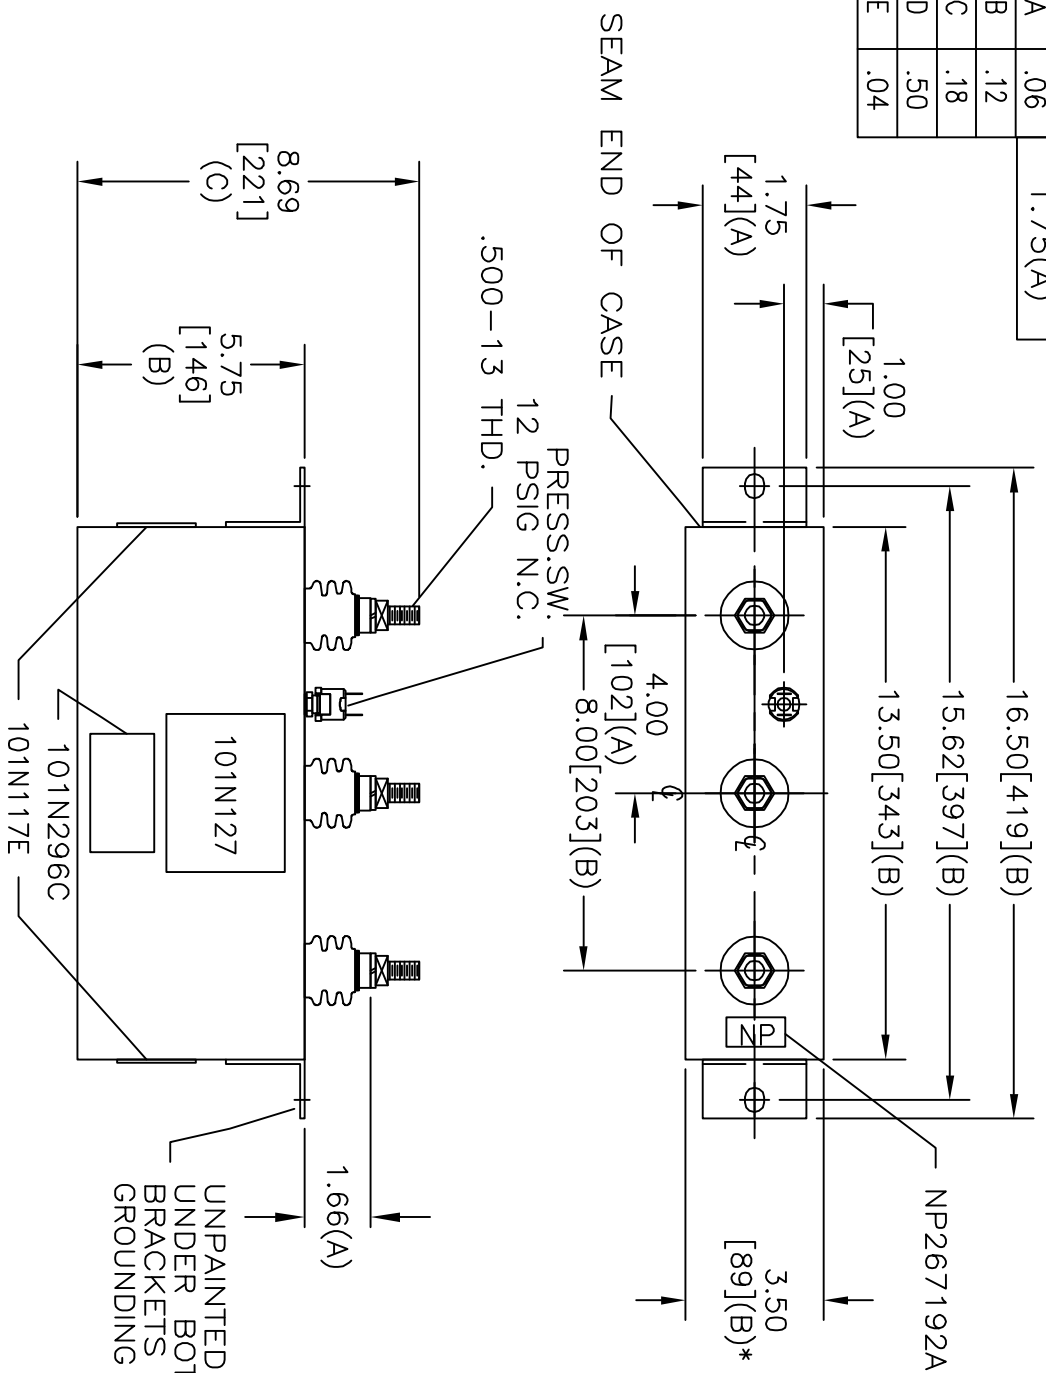 A .06
B .12
C .18
D .50
E .04
1.75(A)
SEAM END OF CASE
1.75
[44](A)
1.00
[25](A)
16.50[419](B)
15.62[397](B)
13.50[343](B)
4.00
[102](A)
8.00[203](B)
NP
NP267192A
3.50
[89](B)*
8.69
[221]
(C)
5.75
[146]
(B)
.500-13 THD.
PRESS.SW.
12 PSIG N.C.
101N127
101N296C
101N117E
1.66(A)
UNPAINTED
UNDER BOT
BRACKETS
GROUNDING